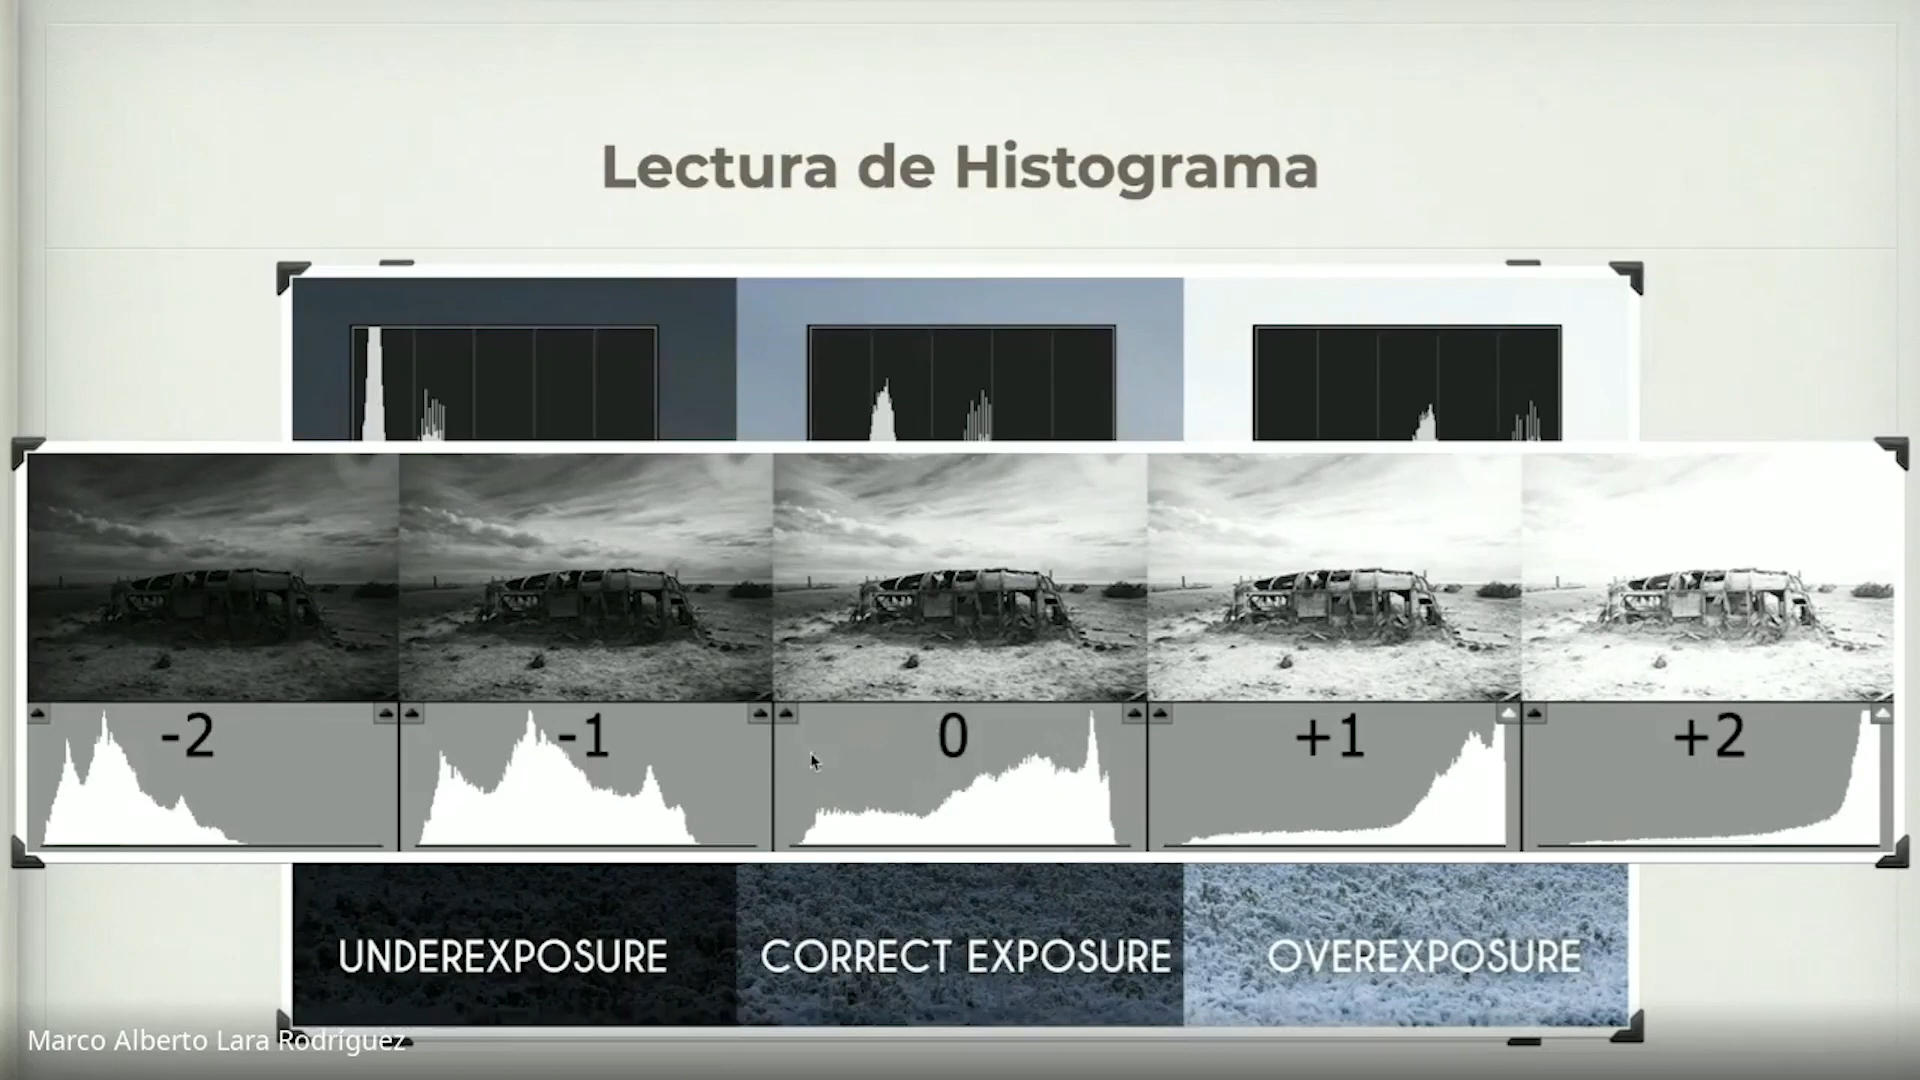 Lectura de Histograma
-2 -1 0 +1 +2
UNDEREXPOSURE CORRECT EXPOSURE OVEREXPOSURE
Marco Alberto Lara Rodríguez